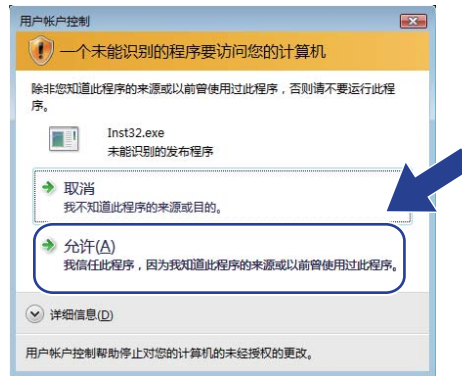 用户帐户控制
一个未能识别的程序要访问您的计算机
除非您知道此程序的来源或以前曾使用过此程序，否则请不要运行此程
序。
Inst32.exe
未能识别的发布程序
取消
我不知道此程序的来源或目的。
允许(A)
我信任此程序，因为我知道此程序的来源或以前曾使用过此程序。
详细信息(D)
用户帐户控制帮助停止对您的计算机的未经授权的更改。